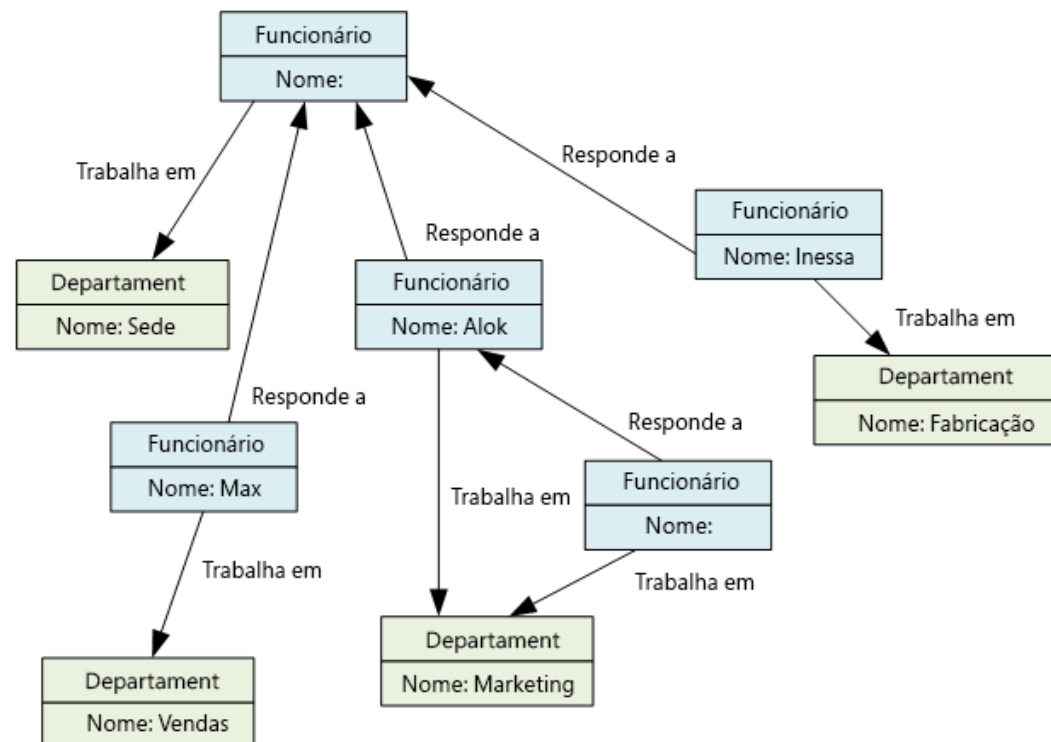 Funcionário
Nome:
Trabalha em
Responde a
Funcionário
Nome: Inessa
Responde a
Departament
Nome: Sede
Funcionário
Nome: Alok
Trabalha em
Departament
Nome: Fabricação
Responde a
Funcionário
Nome: Max
Responde a
Funcionário
Nome:
Trabalha em
Trabalha em
Trabalha em
Departament
Nome: Marketing
Departament
Nome: Vendas